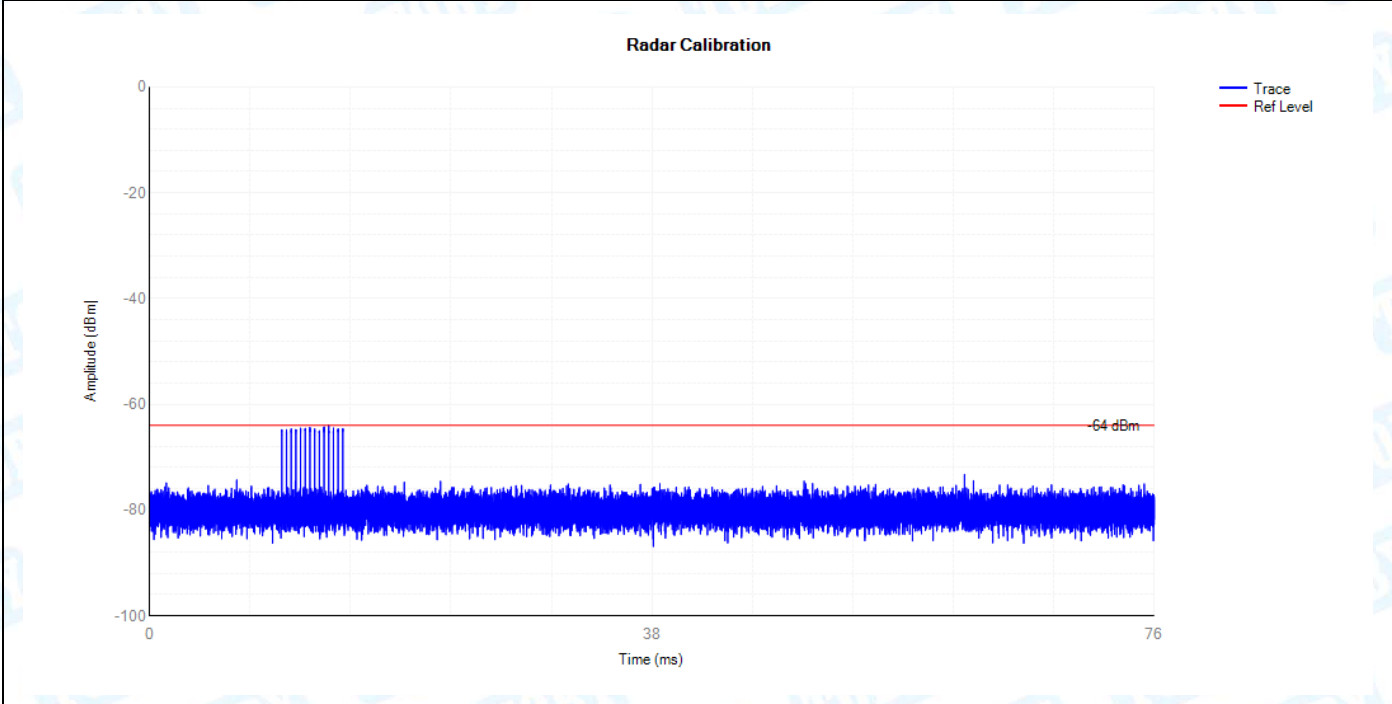 Radar Calibration
Trace
Ref Level
0
-20
-40
-60
-80
-100
Amplitude [dBm]
-64 dBm
0
38
76
Time (ms)